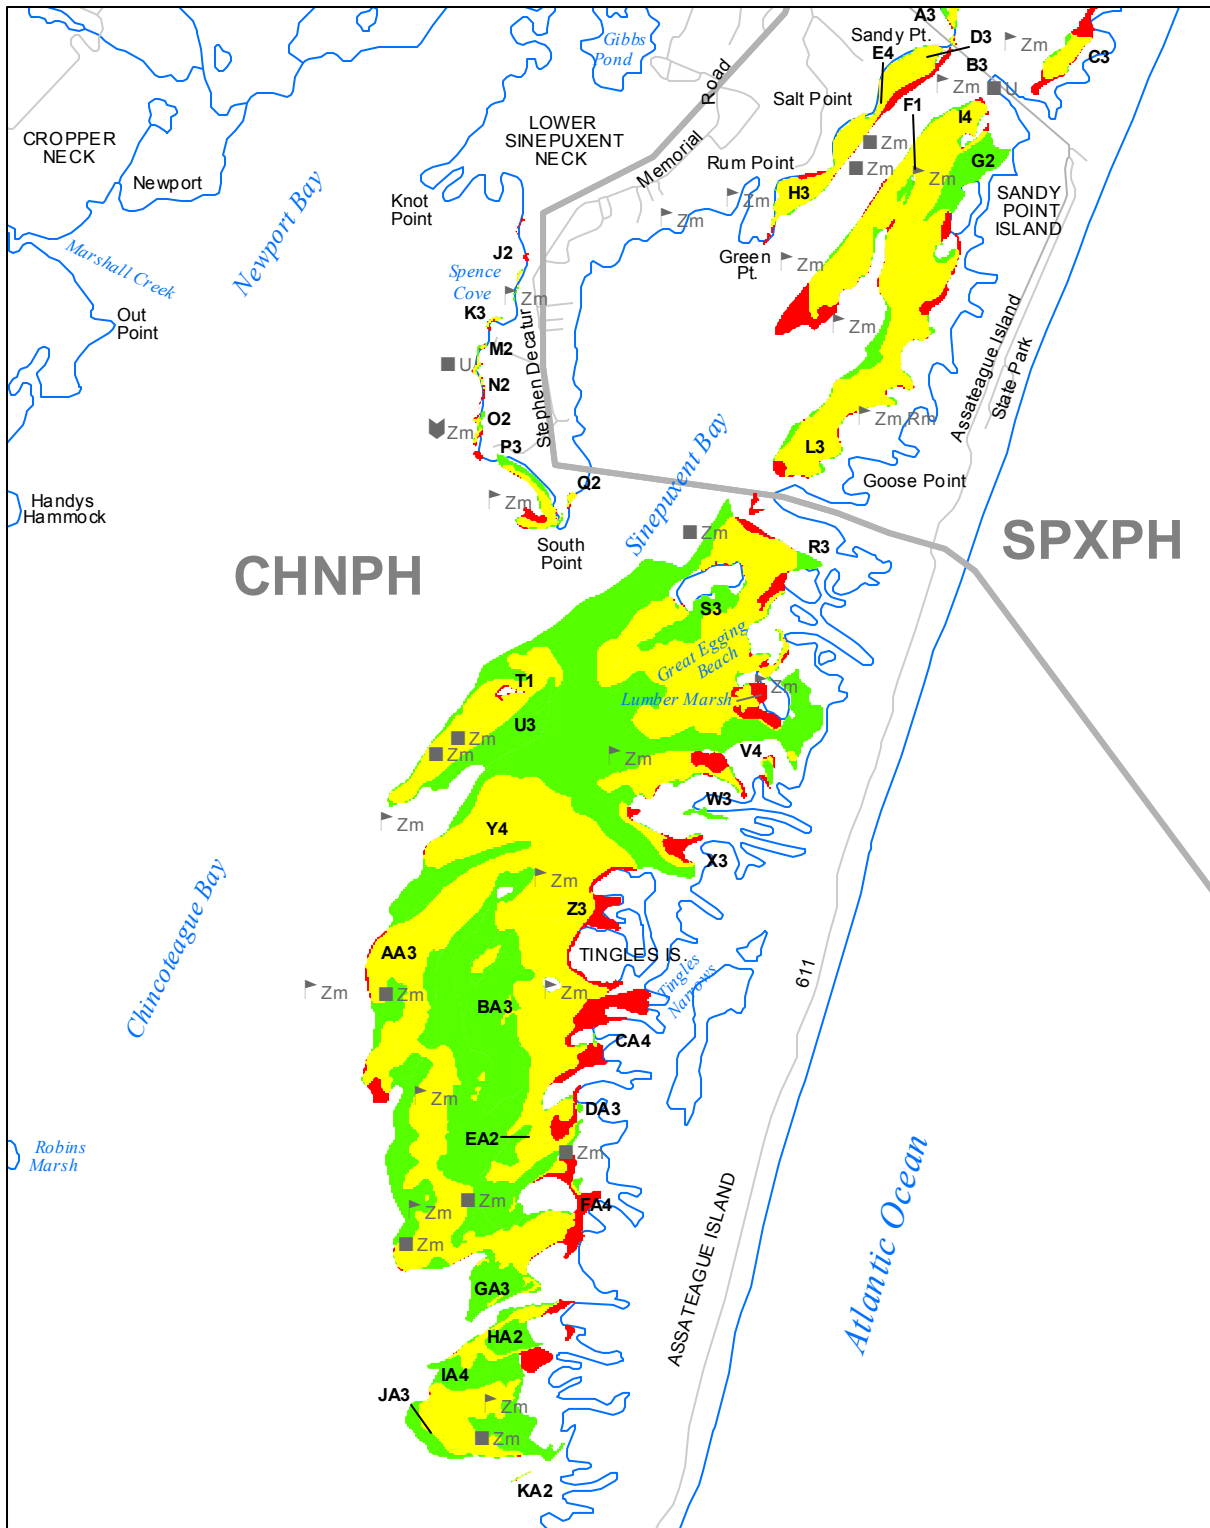 A3
Sandy Pt.
D3
E4
B3
Zm
C3
Gibbs
Pond
Zm
U
Salt Point
F1
I4
Road
CROPPER
NECK
LOWER
SINEPUXENT
NECK
Memorial
Zm
Rum Point
Zm
Zm
G2
Newport
Knot
Point
Newport Bay
Zm
H3
SANDY
POINT
ISLAND
Zm
Marshall Creek
J2
Green
Pt.
Zm
Spence
Cove
Zm
K3
Out
Point
Zm
Stephen Decatur
M2
U
N2
Assateague Island
State Park
O2
Zm
Zm Rm
P3
L3
Sinepuxent Bay
Goose Point
Q2
Zm
Handys
Hammock
South
Point
Zm
R3
SPXPH
CHNPH
S3
Great Egging
Beach
T1
Zm
Lumber Marsh
U3
Zm
Zm
Zm
V4
W3
Zm
Y4
X3
Zm
Z3
Chincoteague Bay
AA3
TINGLES IS.
Tingles
Narrows
611
Zm
Zm
BA3
Zm
CA4
Zm
DA3
EA2
Zm
Robins
Marsh
Zm
Zm
FA4
Zm
ASSATEAGUE ISLAND
Atlantic Ocean
GA3
HA2
IA4
JA3
Zm
Zm
KA2